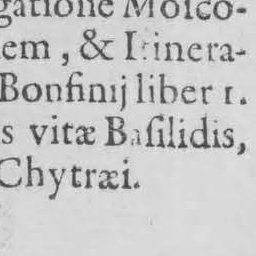 gatione Moſco-
em, & Itinera-
Bonfinij liber 1.
s vitæ Baſilidis,
Chytræi.